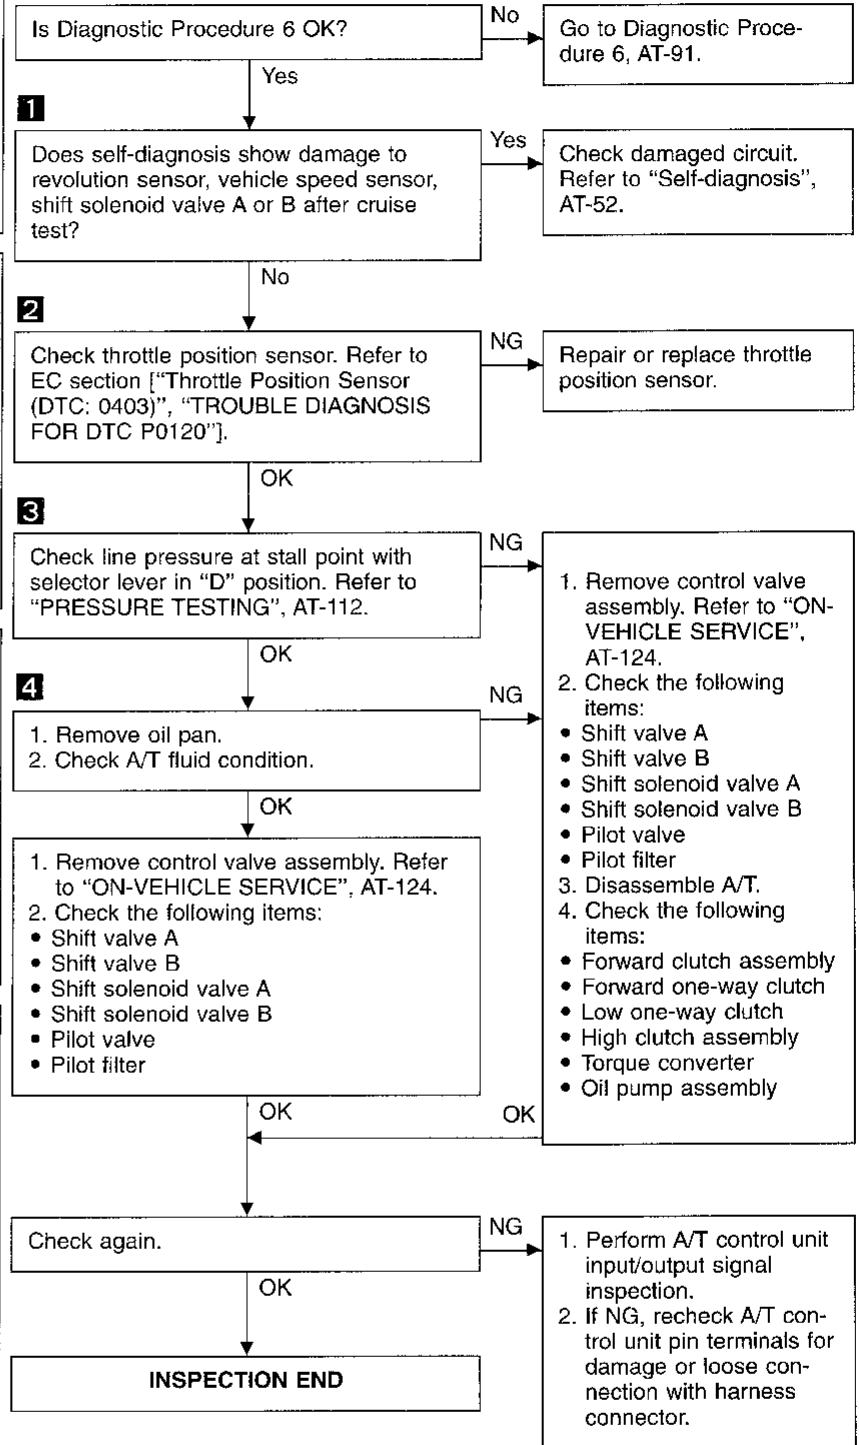 Is Diagnostic Procedure 6 OK?
No
Go to Diagnostic Proce-
dure 6, AT-91.
Yes
1
Does self-diagnosis show damage to
revolution sensor, vehicle speed sensor,
shift solenoid valve A or B after cruise
test?
Yes
Check damaged circuit.
Refer to “Self-diagnosis”,
AT-52.
No
2
Check throttle position sensor. Refer to
EC section [“Throttle Position Sensor
(DTC: 0403)”, “TROUBLE DIAGNOSIS
FOR DTC P0120”].
NG
Repair or replace throttle
position sensor.
OK
3
Check line pressure at stall point with
selector lever in “D” position. Refer to
“PRESSURE TESTING”, AT-112.
NG
OK
4
1. Remove oil pan.
2. Check A/T fluid condition.
NG
1. Remove control valve
assembly. Refer to “ON-
VEHICLE SERVICE”,
AT-124.
2. Check the following
items:
• Shift valve A
• Shift valve B
• Shift solenoid valve A
• Shift solenoid valve B
• Pilot valve
• Pilot filter
3. Disassemble A/T.
4. Check the following
items:
• Forward clutch assembly
• Forward one-way clutch
• Low one-way clutch
• High clutch assembly
• Torque converter
• Oil pump assembly
OK
1. Remove control valve assembly. Refer
to “ON-VEHICLE SERVICE”, AT-124.
2. Check the following items:
• Shift valve A
• Shift valve B
• Shift solenoid valve A
• Shift solenoid valve B
• Pilot valve
• Pilot filter
OK
OK
Check again.
NG
1. Perform A/T control unit
input/output signal
inspection.
2. If NG, recheck A/T con-
trol unit pin terminals for
damage or loose con-
nection with harness
connector.
OK
INSPECTION END